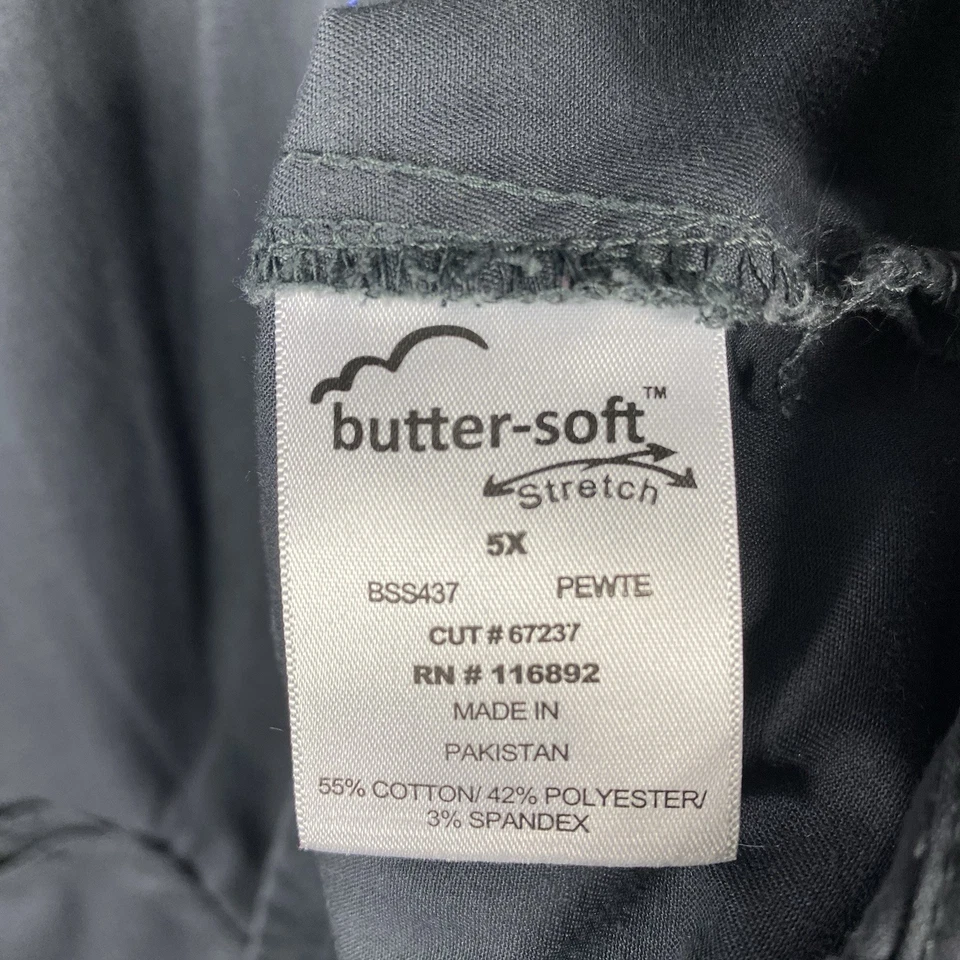 butter-soft™
Stretch
5X
BSS437 PEWTE
CUT # 67237
RN # 116892
MADE IN
PAKISTAN
55% COTTON/ 42% POLYESTER/
3% SPANDEX